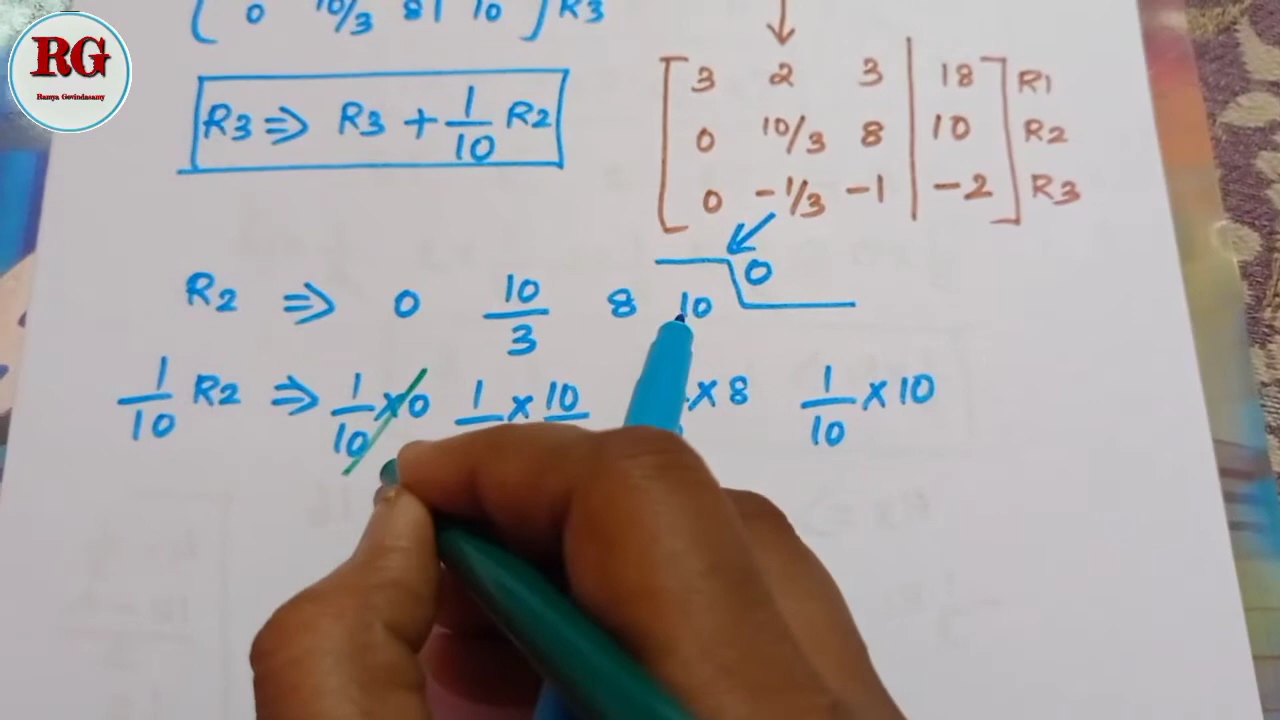 RG
Ramya Govindasamy
0 10/3 8 | 10 R3
R3 ⇒ R3 + 1/10 R2
3 2 3 | 18 R1
0 10/3 8 | 10 R2
0 -1/3 -1 | -2 R3
0
R2 ⇒ 0 10/3 8 10
1/10 R2 ⇒ 1/10 × 0 1 × 10 × 8 1/10 × 10